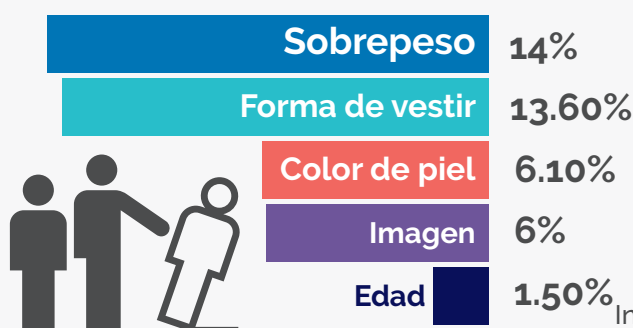 Sobrepeso 14%
Forma de vestir 13.60%
Color de piel 6.10%
Imagen 6%
Edad 1.50%